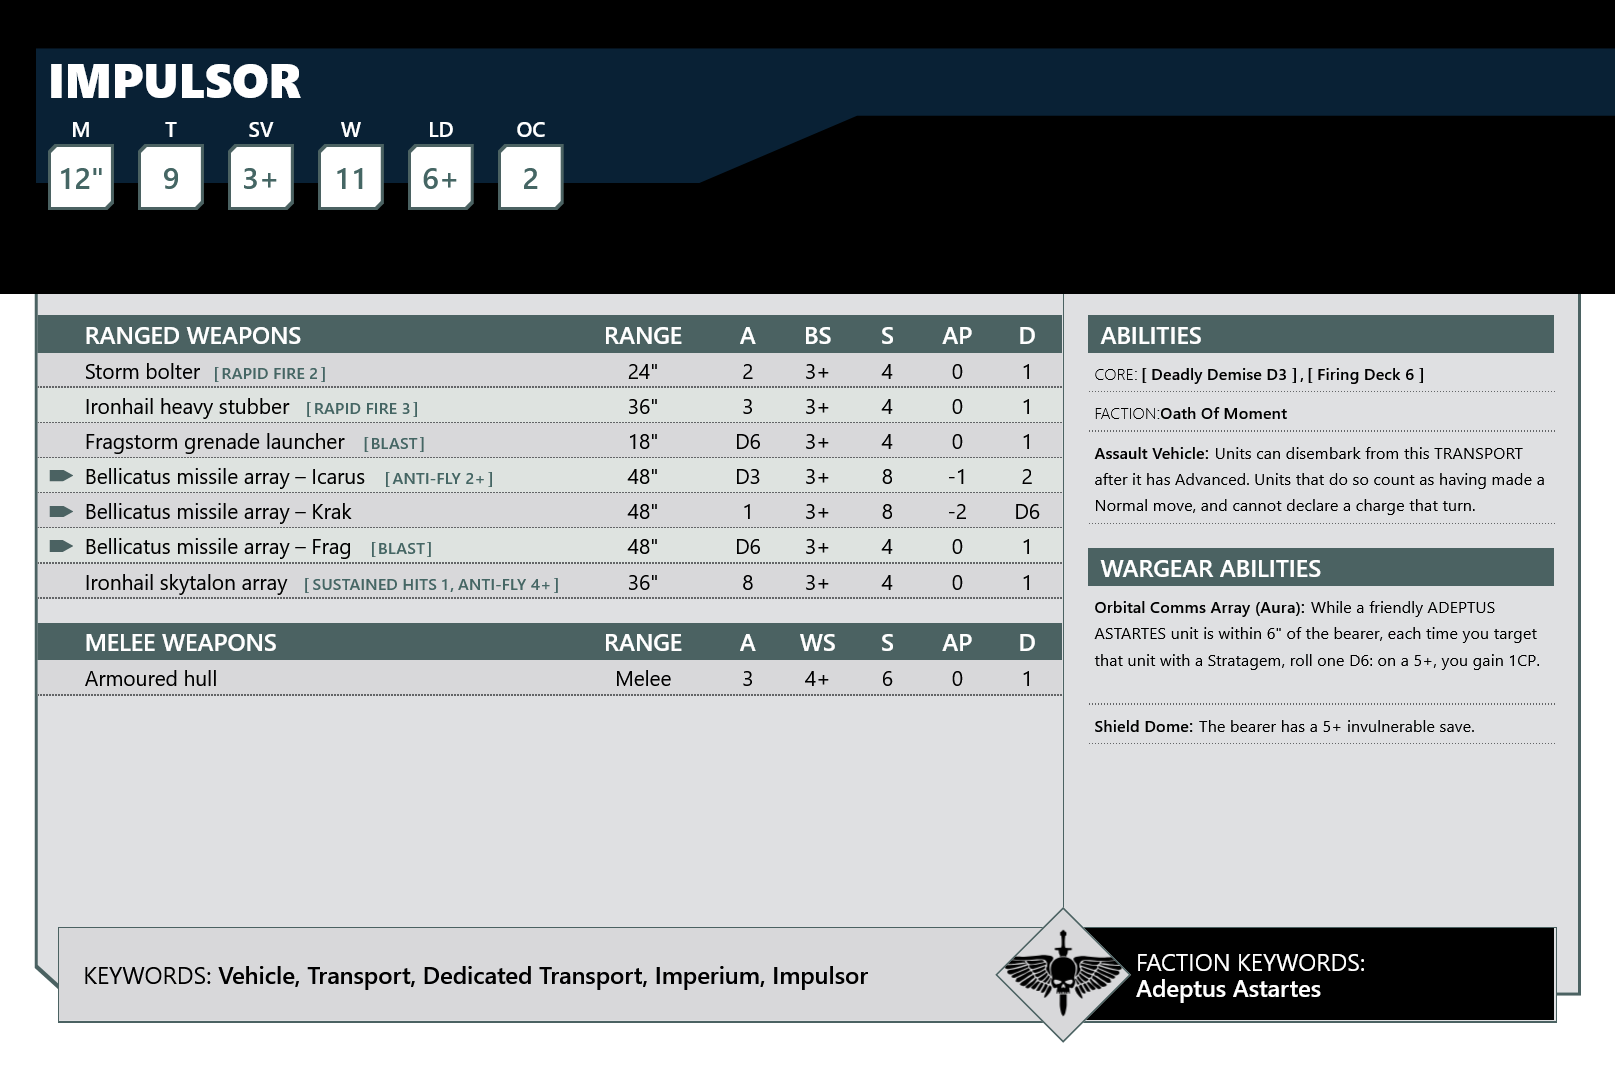 IMPULSOR
M T SV W LD OC
12" 9 3+ 11 6+ 2
RANGED WEAPONS RANGE A BS S AP D
Storm bolter [RAPID FIRE 2] 24" 2 3+ 4 0 1
Ironhail heavy stubber [RAPID FIRE 3] 36" 3 3+ 4 0 1
Fragstorm grenade launcher [BLAST] 18" D6 3+ 4 0 1
Bellicatus missile array – Icarus [ANTI-FLY 2+] 48" D3 3+ 8 -1 2
Bellicatus missile array – Krak 48" 1 3+ 8 -2 D6
Bellicatus missile array – Frag [BLAST] 48" D6 3+ 4 0 1
Ironhail skytalon array [SUSTAINED HITS 1, ANTI-FLY 4+] 36" 8 3+ 4 0 1
MELEE WEAPONS RANGE A WS S AP D
Armoured hull Melee 3 4+ 6 0 1
ABILITIES
CORE: [ Deadly Demise D3 ] , [ Firing Deck 6 ]
FACTION:Oath Of Moment
Assault Vehicle: Units can disembark from this TRANSPORT
after it has Advanced. Units that do so count as having made a
Normal move, and cannot declare a charge that turn.
WARGEAR ABILITIES
Orbital Comms Array (Aura): While a friendly ADEPTUS
ASTARTES unit is within 6" of the bearer, each time you target
that unit with a Stratagem, roll one D6: on a 5+, you gain 1CP.
Shield Dome: The bearer has a 5+ invulnerable save.
KEYWORDS: Vehicle, Transport, Dedicated Transport, Imperium, Impulsor
FACTION KEYWORDS:
Adeptus Astartes